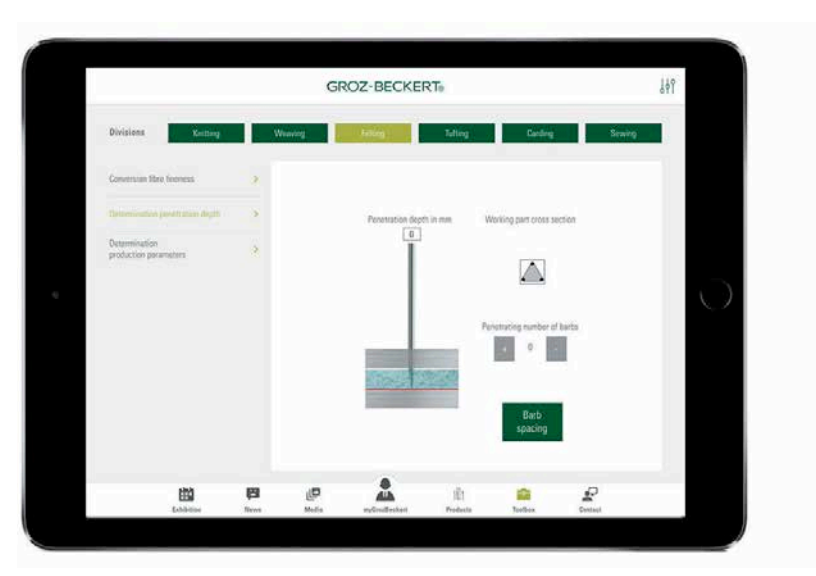 GROZ-BECKERT®
Divisions Knitting Weaving Felting Tufting Carding Sewing
Conversion fibre fineness
Determination penetration depth
Determination
production parameters
Penetration depth in mm
0
Working part cross section
Penetrating number of barbs
+ 0 -
Barb
spacing
Exhibition News Media myGrozBeckert Products Toolbox Contact